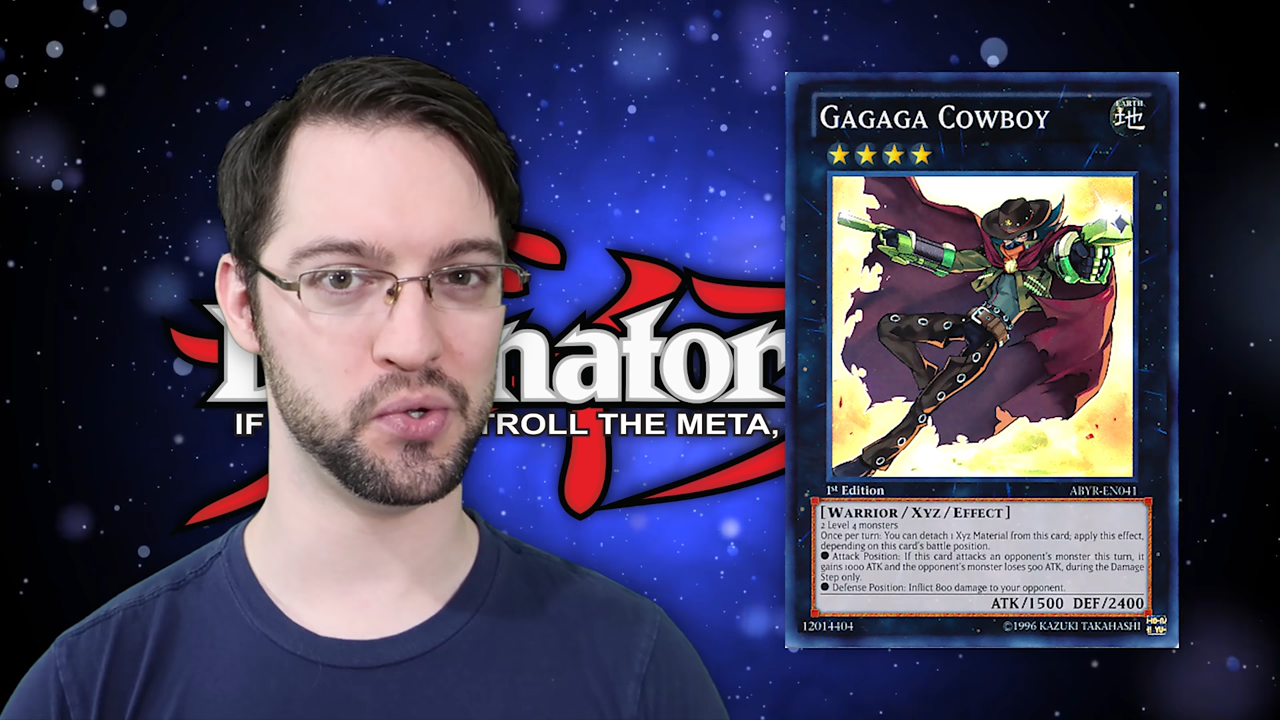 nator
IF
TROLL THE META,
GAGAGA COWBOY
EARTH
地
1st Edition
ABYR-EN041
[WARRIOR / XYZ / EFFECT]
2 Level 4 monsters
Once per turn: You can detach 1 Xyz Material from this card; apply this effect,
depending on this card's battle position.
● Attack Position: If this card attacks an opponent's monster this turn, it
gains 1000 ATK and the opponent's monster loses 500 ATK, during the Damage
Step only.
● Defense Position: Inflict 800 damage to your opponent.
ATK/1500 DEF/2400
12014404
©1996 KAZUKI TAKAHASHI